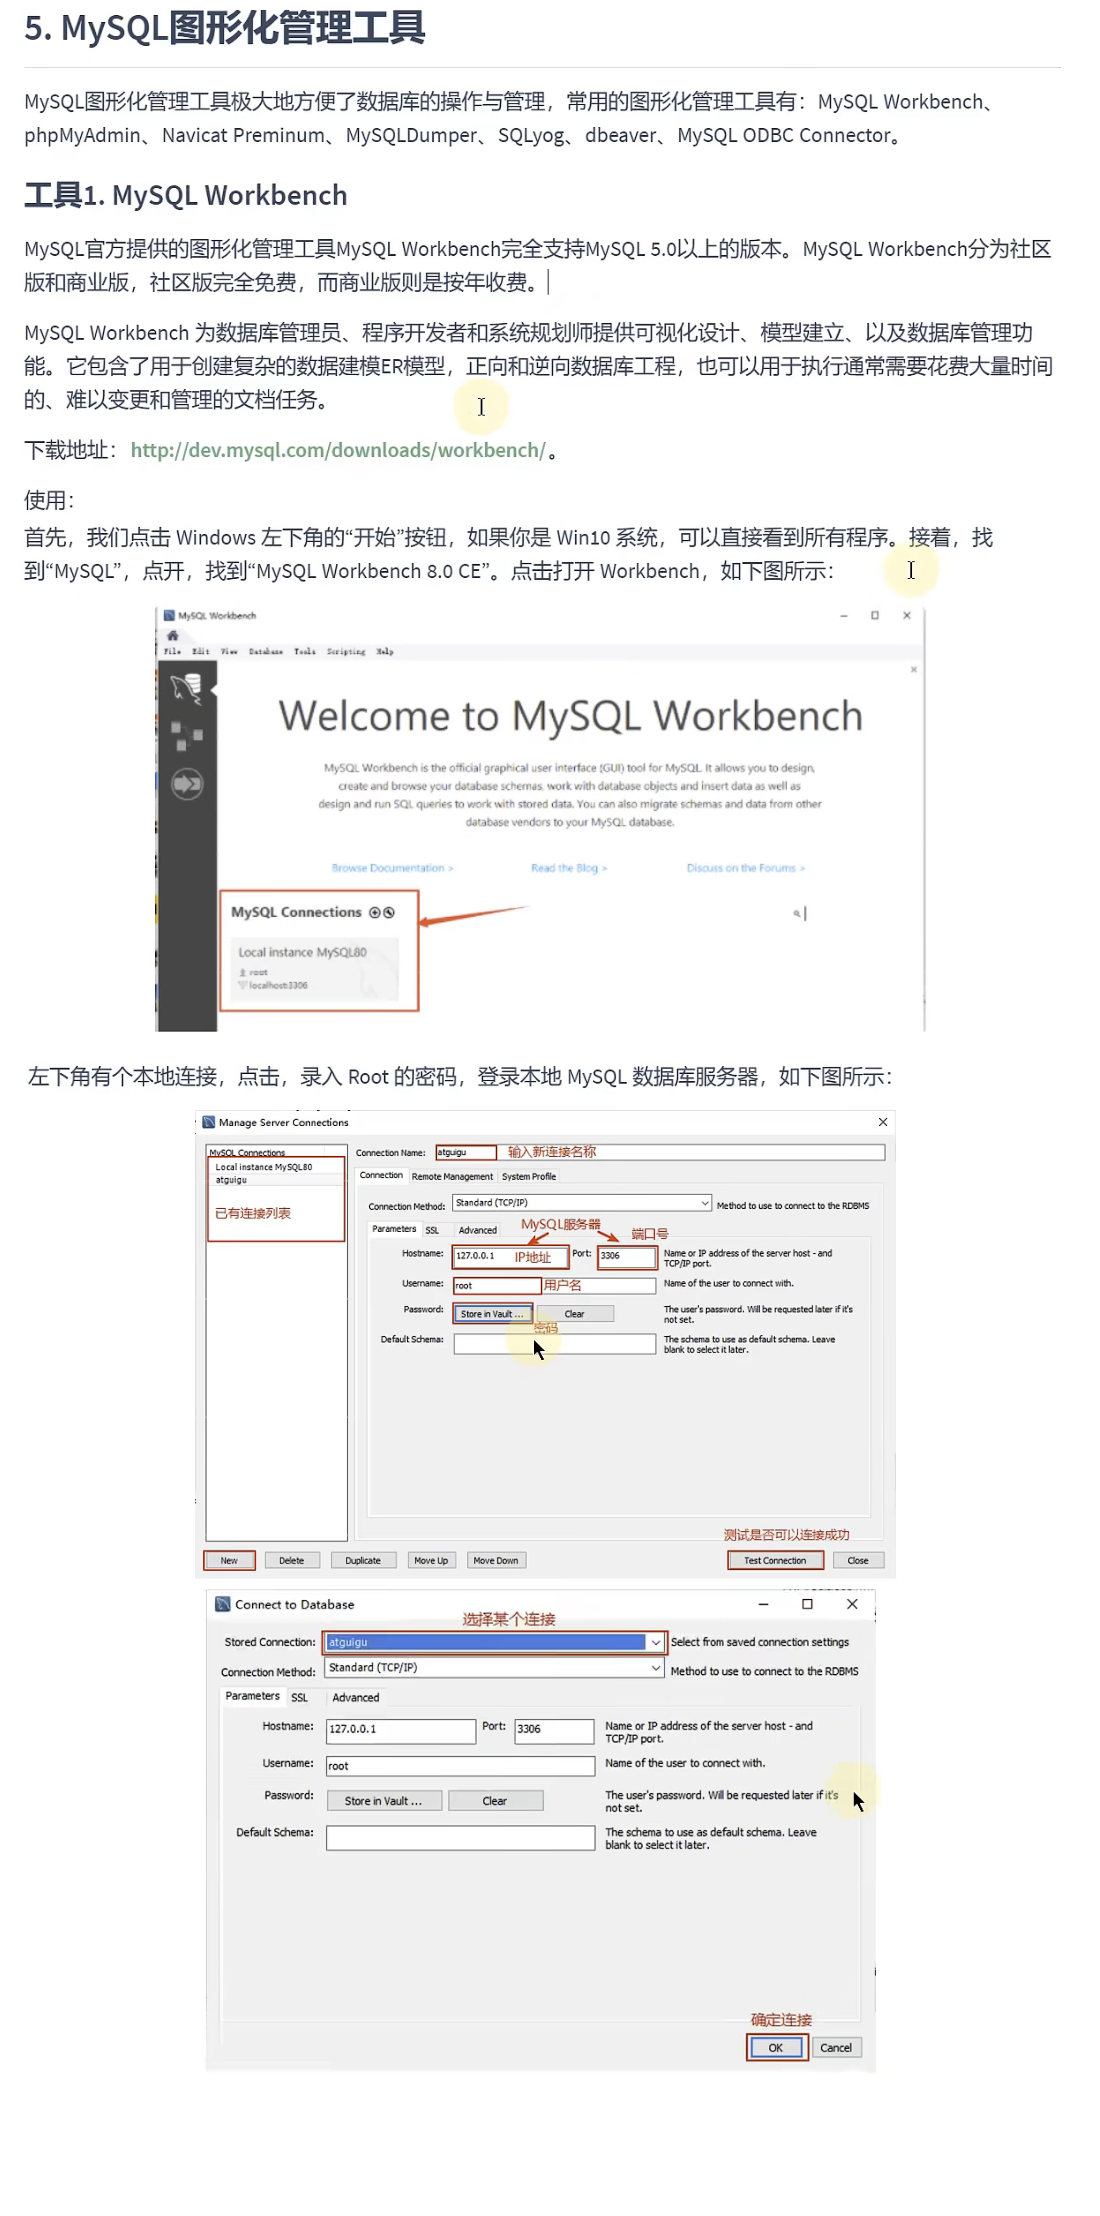 5. MySQL图形化管理工具
MySQL图形化管理工具极大地方便了数据库的操作与管理，常用的图形化管理工具有：MySQL Workbench、
phpMyAdmin、Navicat Preminum、MySQLDumper、SQLyog、dbeaver、MySQL ODBC Connector。
工具1. MySQL Workbench
MySQL官方提供的图形化管理工具MySQL Workbench完全支持MySQL 5.0以上的版本。MySQL Workbench分为社区
版和商业版，社区版完全免费，而商业版则是按年收费。
MySQL Workbench 为数据库管理员、程序开发者和系统规划师提供可视化设计、模型建立、以及数据库管理功
能。它包含了用于创建复杂的数据建模ER模型，正向和逆向数据库工程，也可以用于执行通常需要花费大量时间
的、难以变更和管理的文档任务。
下载地址：http://dev.mysql.com/downloads/workbench/。
使用：
首先，我们点击 Windows 左下角的“开始”按钮，如果你是 Win10 系统，可以直接看到所有程序。接着，找
到“MySQL”，点开，找到“MySQL Workbench 8.0 CE”。点击打开 Workbench，如下图所示：
MySQL Workbench
File Edit View Database Tools Scripting Help
Welcome to MySQL Workbench
MySQL Workbench is the official graphical user interface (GUI) tool for MySQL. It allows you to design,
create and browse your database schemas, work with database objects and insert data as well as
design and run SQL queries to work with stored data. You can also migrate schemas and data from other
database vendors to your MySQL database.
Browse Documentation > Read the Blog > Discuss on the Forums >
MySQL Connections
Local instance MySQL80
root
localhost:3306
左下角有个本地连接，点击，录入 Root 的密码，登录本地 MySQL 数据库服务器，如下图所示：
Manage Server Connections
MySQL Connections
Local instance MySQL80
atguigu
已有连接列表
Connection Name: atguigu 输入新连接名称
Connection Remote Management System Profile
Connection Method: Standard (TCP/IP) Method to use to connect to the RDBMS
Parameters SSL Advanced
MySQL服务器 端口号
Hostname: 127.0.0.1 IP地址 Port: 3306 Name or IP address of the server host - and
TCP/IP port.
Username: root 用户名 Name of the user to connect with.
Password: Store in Vault ... Clear The user's password. Will be requested later if it's
not set.
密码
Default Schema: The schema to use as default schema. Leave
blank to select it later.
测试是否可以连接成功
New Delete Duplicate Move Up Move Down Test Connection Close
Connect to Database
选择某个连接
Stored Connection: atguigu Select from saved connection settings
Connection Method: Standard (TCP/IP) Method to use to connect to the RDBMS
Parameters SSL Advanced
Hostname: 127.0.0.1 Port: 3306 Name or IP address of the server host - and
TCP/IP port.
Username: root Name of the user to connect with.
Password: Store in Vault ... Clear The user's password. Will be requested later if it's
not set.
Default Schema: The schema to use as default schema. Leave
blank to select it later.
确定连接
OK Cancel